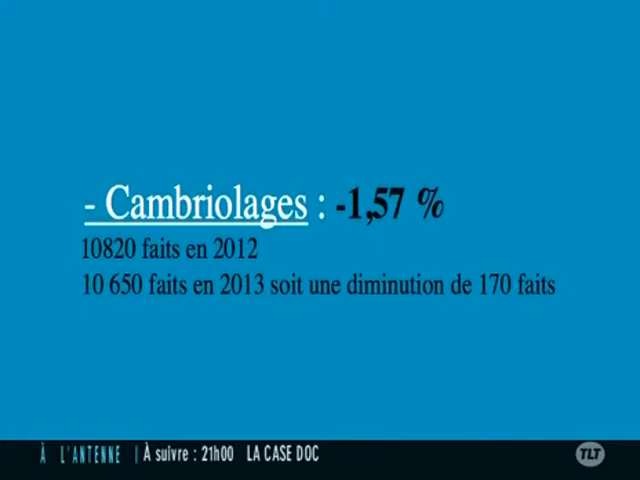 - Cambriolages : -1,57 %
10820 faits en 2012
10 650 faits en 2013 soit une diminution de 170 faits
À L'ANTENNE | À suivre : 21h00 LA CASE DOC
TLT